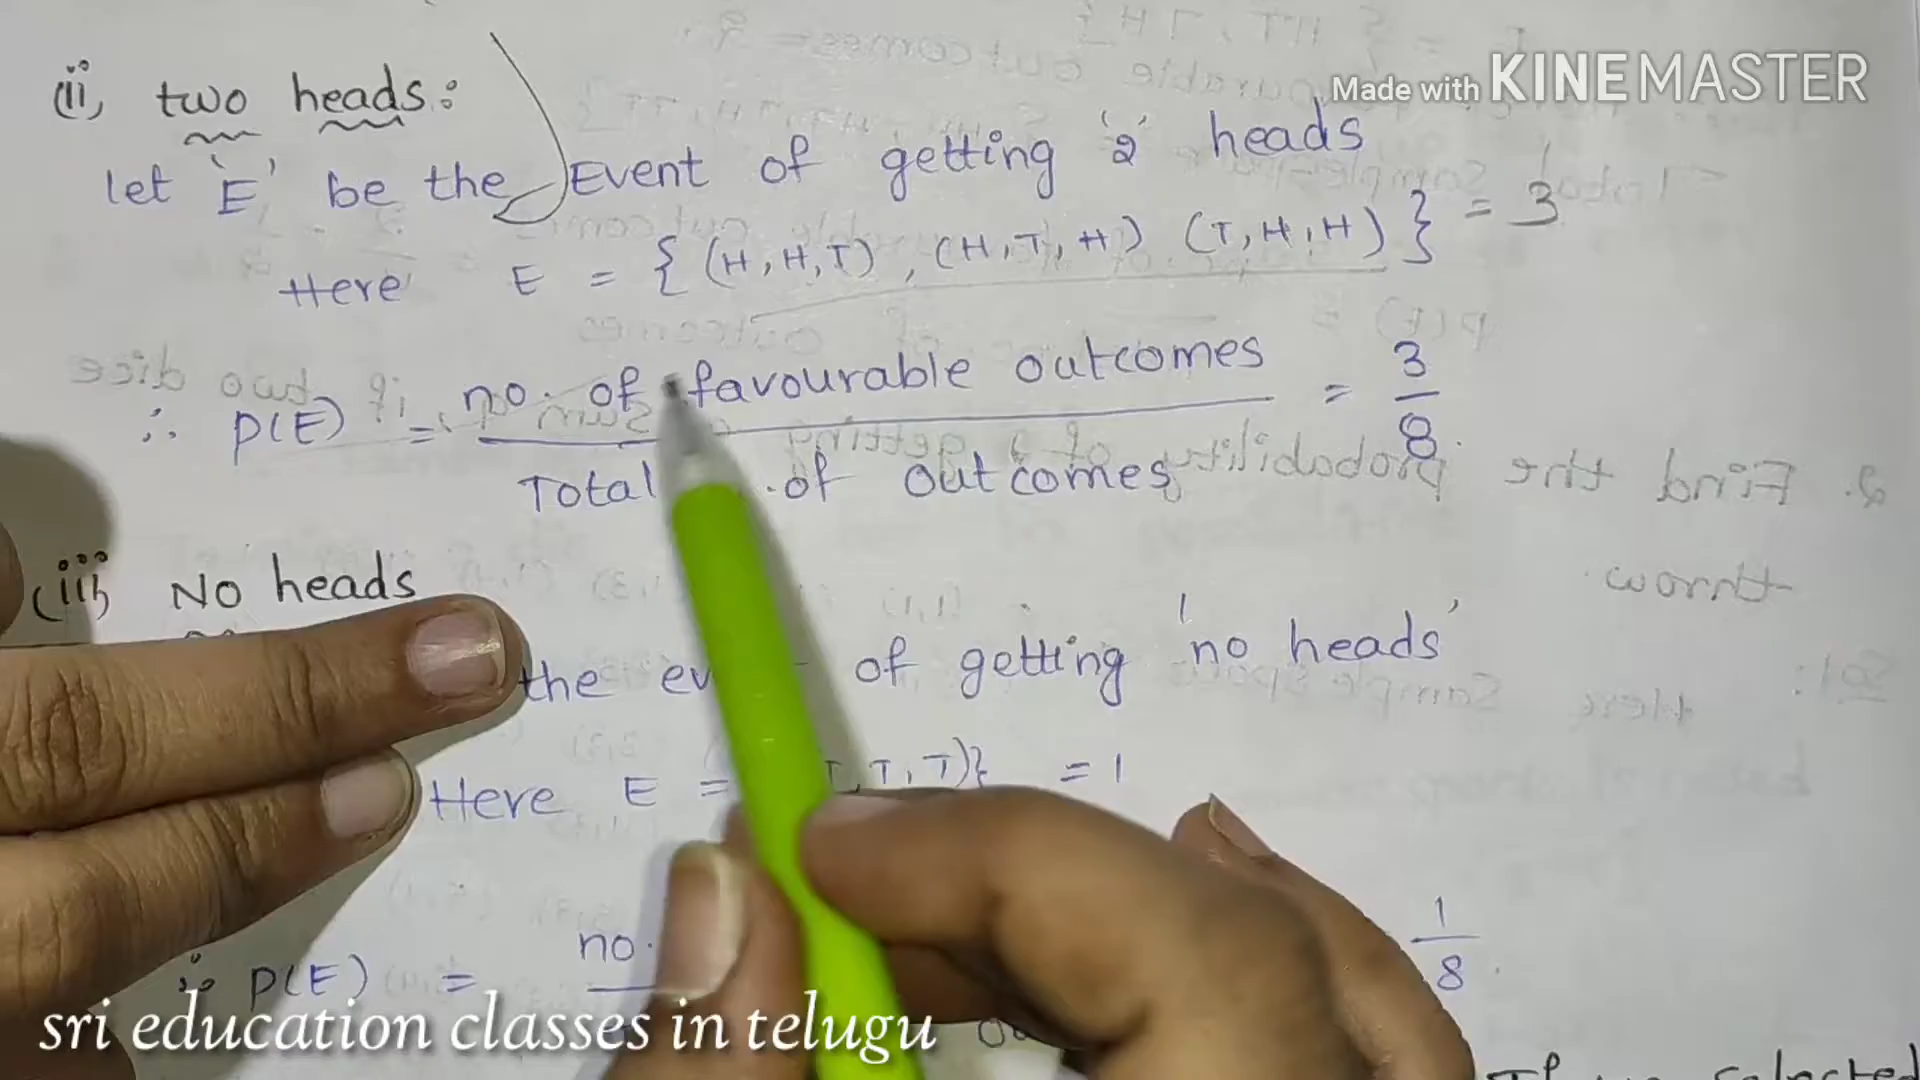 Made with KINEMASTER
(ii) two heads:
let 'E' be the Event of getting '2' heads
Here E = {(H,H,T), (H,T,H) (T,H,H)} = 3
∴ P(E) = no. of favourable outcomes / Total .of outcomes = 3/8.
(iii) No heads
the of getting 'no heads'
Here E = T,T)} = 1
∴ P(E) = no. 1/8.
sri education classes in telugu